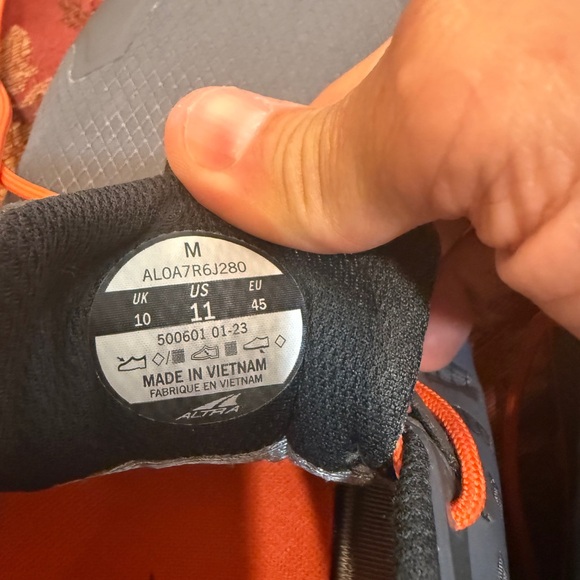 M
AL0A7R6J280
UK US EU
10 11 45
500601 01-23
MADE IN VIETNAM
FABRIQUE EN VIETNAM
ALTRA